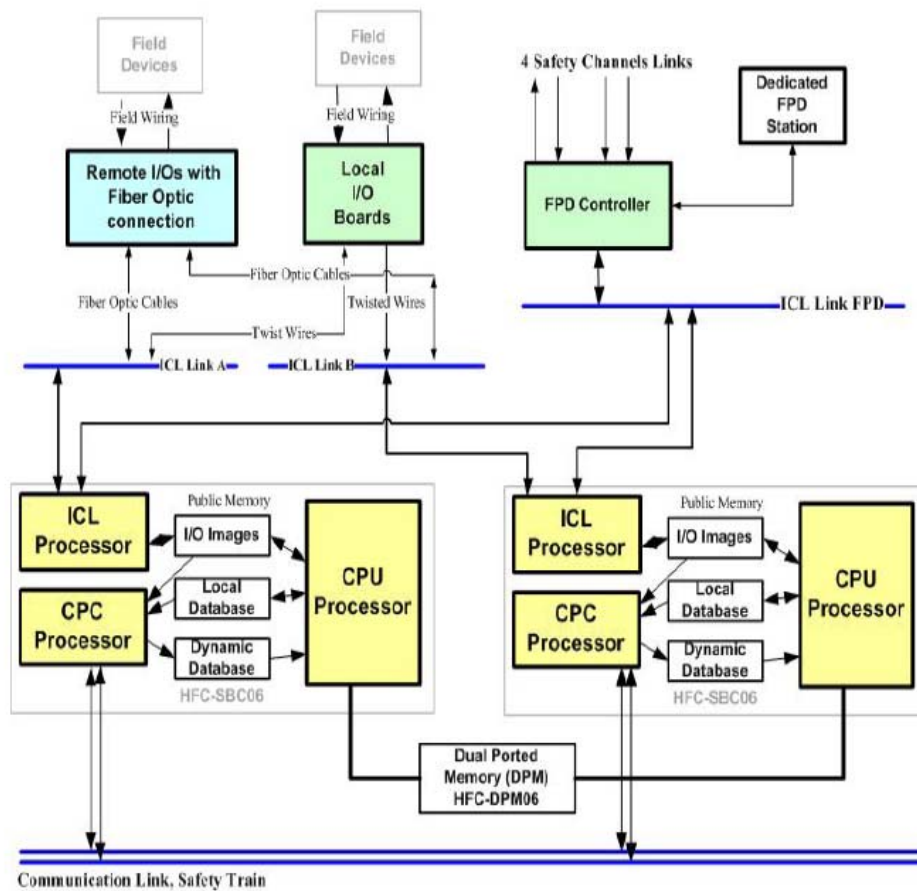 Field
Devices
Field
Devices
4 Safety Channels Links
Dedicated
FPD
Station
Field Wiring
Field Wiring
Remote I/Os with
Fiber Optic
connection
Local
I/O
Boards
FPD Controller
Fiber Optic Cables
Fiber Optic Cables
Twisted Wires
Twist Wires
ICL Link FPD
ICL Link A
ICL Link B
Public Memory
ICL
Processor
I/O Images
CPU
Processor
Local
Database
CPC
Processor
Dynamic
Database
HFC-SBC06
Public Memory
ICL
Processor
I/O Images
CPU
Processor
Local
Database
CPC
Processor
Dynamic
Database
HFC-SBC06
Dual Ported
Memory (DPM)
HFC-DPM06
Communication Link, Safety Train